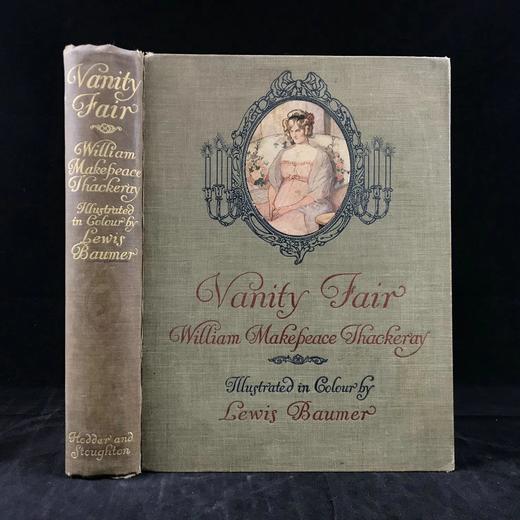 Vanity
Fair
William
Makepeace
Thackeray
Illustrated
in Colour by
Lewis
Baumer
Hodder and
Stoughton
Vanity Fair
William Makepeace Thackeray
Illustrated in Colour by
Lewis Baumer